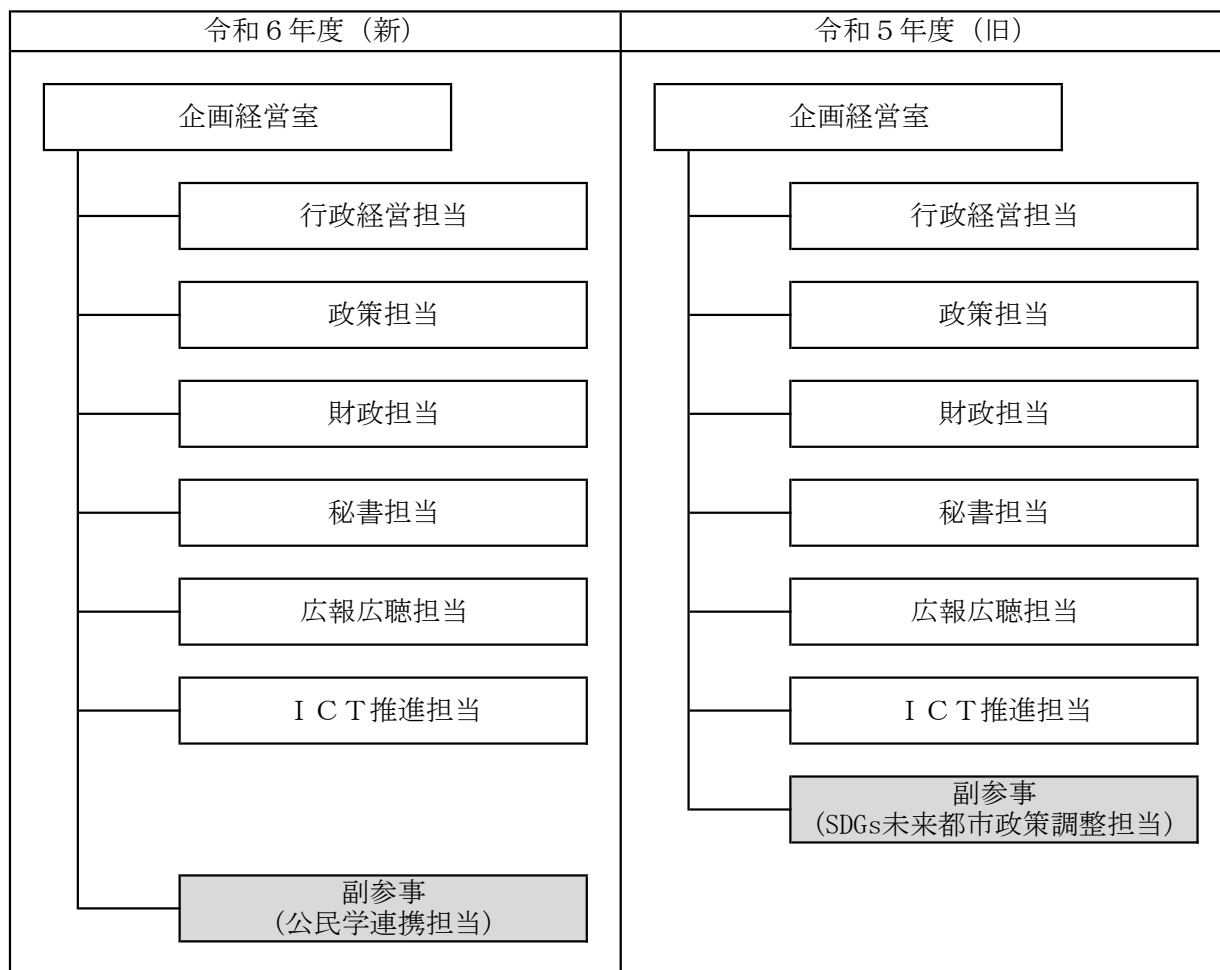 令和６年度（新）
令和５年度（旧）
企画経営室
行政経営担当
政策担当
財政担当
秘書担当
広報広聴担当
ＩＣＴ推進担当
副参事
(公民学連携担当)
企画経営室
行政経営担当
政策担当
財政担当
秘書担当
広報広聴担当
ＩＣＴ推進担当
副参事
(SDGs未来都市政策調整担当)